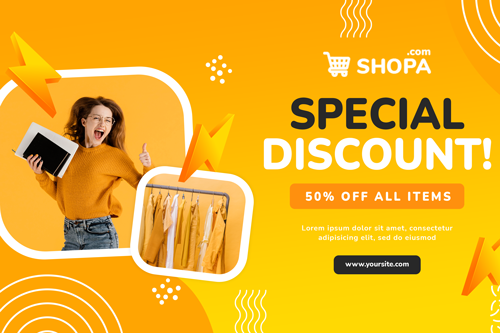 .com
SHOPA
SPECIAL
DISCOUNT!
50% OFF ALL ITEMS
Lorem ipsum dolor sit amet, consectetur
adipiscing elit, sed do eiusmod
www.yoursite.com